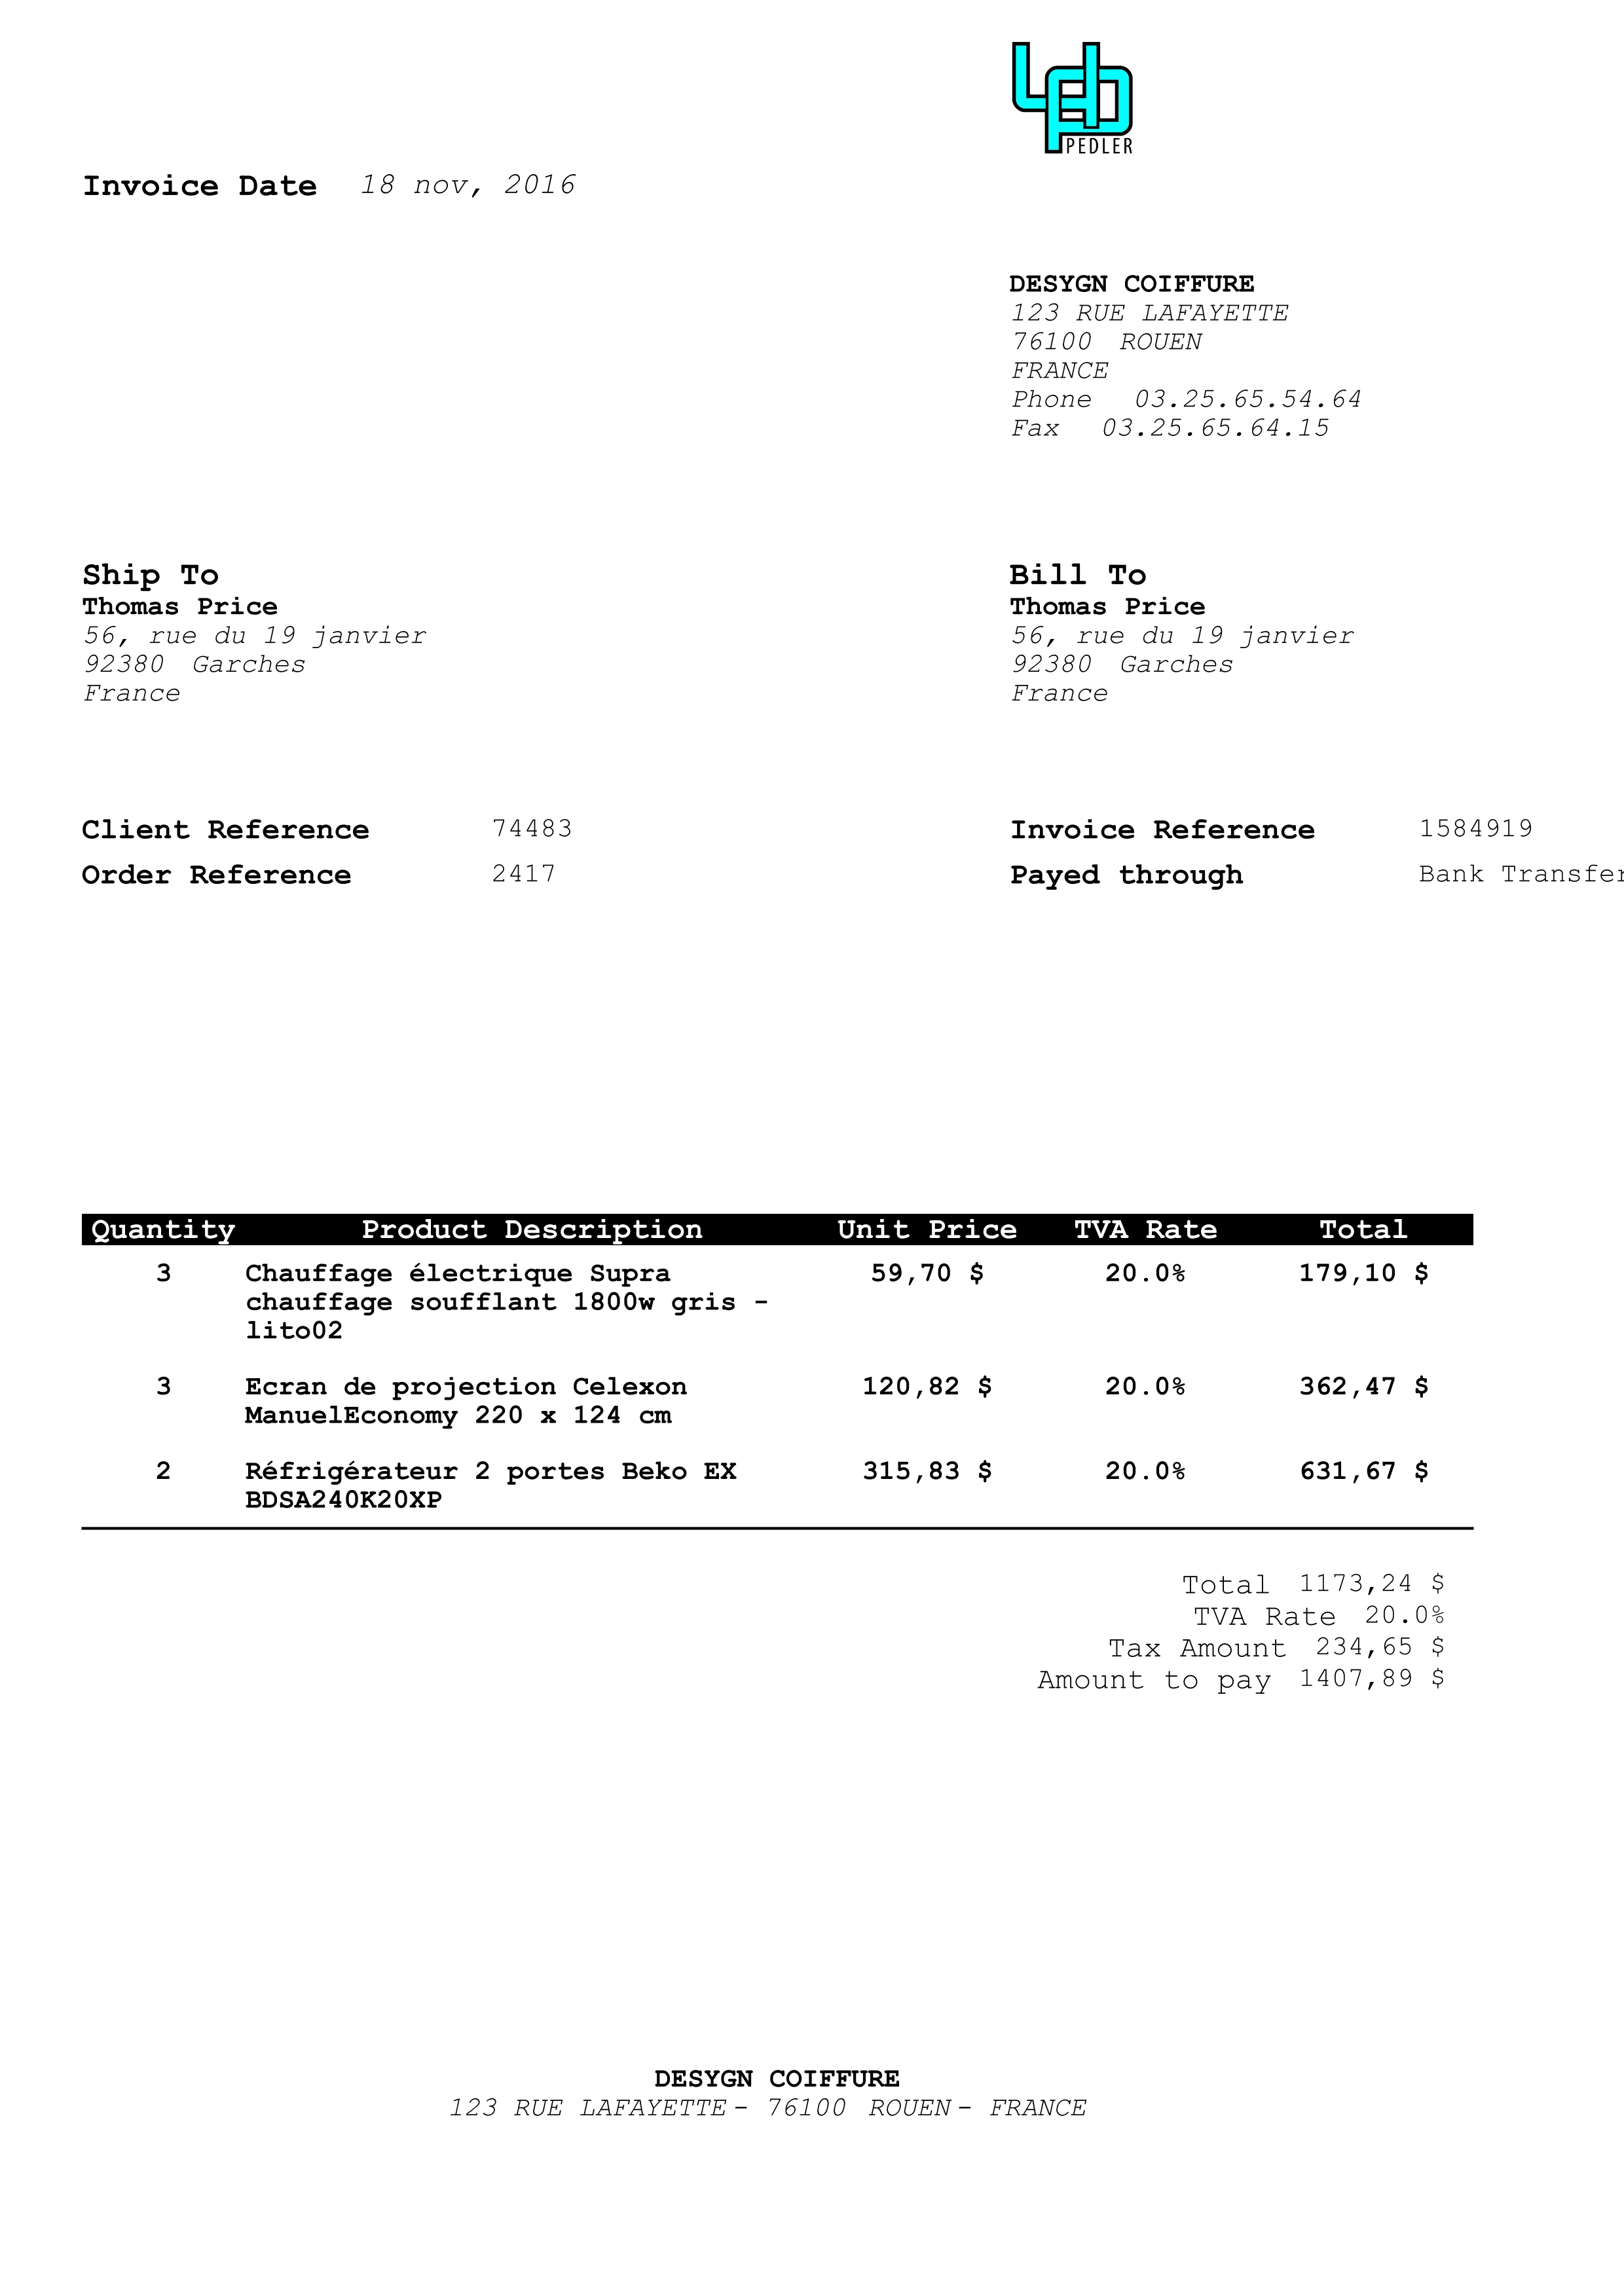 PEDLER
Invoice Date 18 nov, 2016
DESYGN COIFFURE
123 RUE LAFAYETTE
76100 ROUEN
FRANCE
Phone 03.25.65.54.64
Fax 03.25.65.64.15
Ship To
Thomas Price
56, rue du 19 janvier
92380 Garches
France
Bill To
Thomas Price
56, rue du 19 janvier
92380 Garches
France
Client Reference 74483
Order Reference 2417
Invoice Reference 1584919
Payed through Bank Transfer
Quantity Product Description Unit Price TVA Rate Total
3 Chauffage électrique Supra 59,70 $ 20.0% 179,10 $
chauffage soufflant 1800w gris -
lito02
3 Ecran de projection Celexon 120,82 $ 20.0% 362,47 $
ManuelEconomy 220 x 124 cm
2 Réfrigérateur 2 portes Beko EX 315,83 $ 20.0% 631,67 $
BDSA240K20XP
Total 1173,24 $
TVA Rate 20.0%
Tax Amount 234,65 $
Amount to pay 1407,89 $
DESYGN COIFFURE
123 RUE LAFAYETTE - 76100 ROUEN - FRANCE